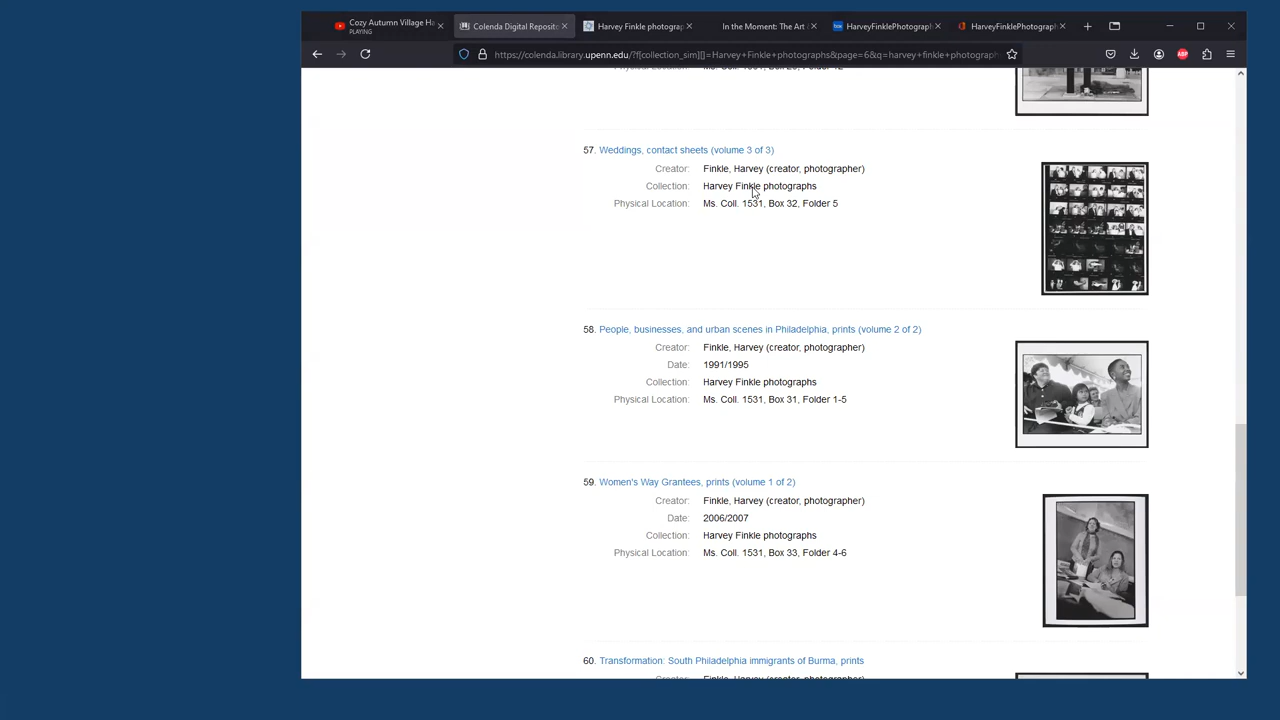 Cozy Autumn Village Ha
PLAYING
Colenda Digital Reposito
Harvey Finkle photograp
In the Moment: The Art
HarveyFinklePhotograph
HarveyFinklePhotograph
https://colenda.library.upenn.edu/?f[collection_sim][]=Harvey+Finkle+photographs&page=6&q=harvey+finkle+photograph
57. Weddings, contact sheets (volume 3 of 3)
Creator: Finkle, Harvey (creator, photographer)
Collection: Harvey Finkle photographs
Physical Location: Ms. Coll. 1531, Box 32, Folder 5
58. People, businesses, and urban scenes in Philadelphia, prints (volume 2 of 2)
Creator: Finkle, Harvey (creator, photographer)
Date: 1991/1995
Collection: Harvey Finkle photographs
Physical Location: Ms. Coll. 1531, Box 31, Folder 1-5
59. Women's Way Grantees, prints (volume 1 of 2)
Creator: Finkle, Harvey (creator, photographer)
Date: 2006/2007
Collection: Harvey Finkle photographs
Physical Location: Ms. Coll. 1531, Box 33, Folder 4-6
60. Transformation: South Philadelphia immigrants of Burma, prints